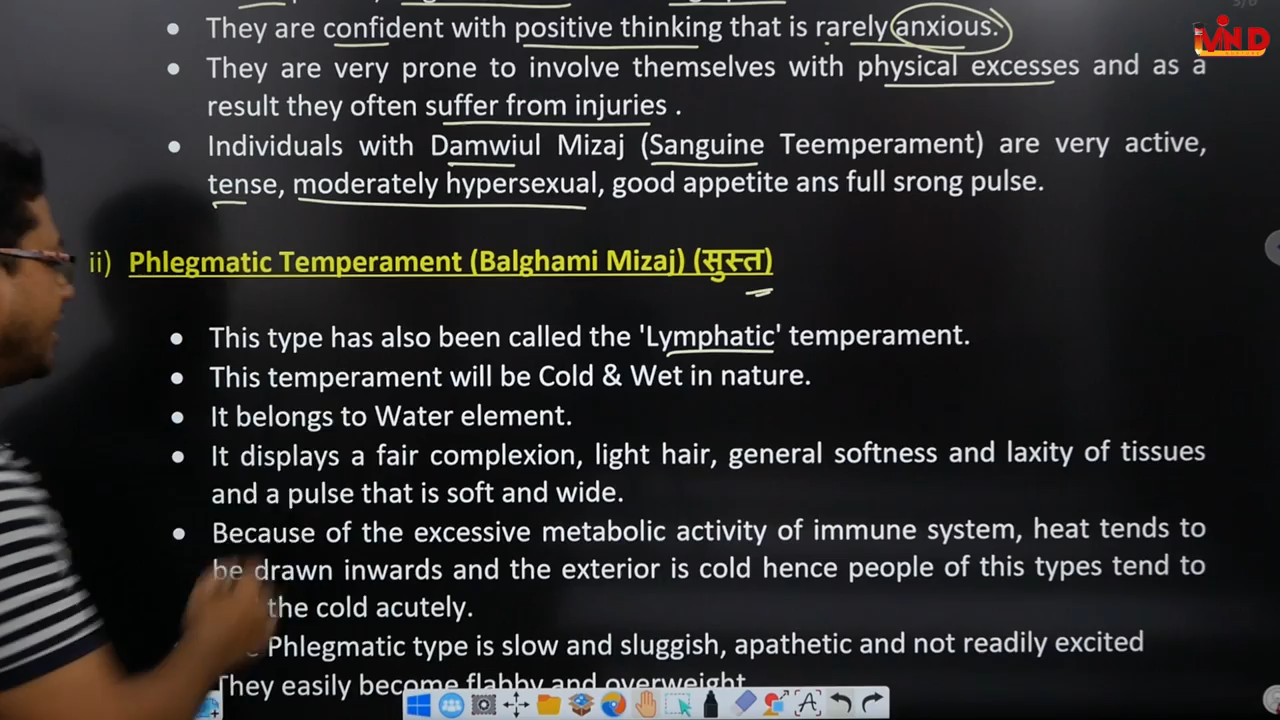 3/6
They are confident with positive thinking that is rarely anxious.
MIND
They are very prone to involve themselves with physical excesses and as a
result they often suffer from injuries .
Individuals with Damwiul Mizaj (Sanguine Teemperament) are very active,
tense, moderately hypersexual, good appetite ans full srong pulse.
ii) Phlegmatic Temperament (Balghami Mizaj) (सुस्त)
This type has also been called the 'Lymphatic' temperament.
This temperament will be Cold & Wet in nature.
It belongs to Water element.
It displays a fair complexion, light hair, general softness and laxity of tissues
and a pulse that is soft and wide.
Because of the excessive metabolic activity of immune system, heat tends to
be drawn inwards and the exterior is cold hence people of this types tend to
the cold acutely.
Phlegmatic type is slow and sluggish, apathetic and not readily excited
They easily become flabby and overweight